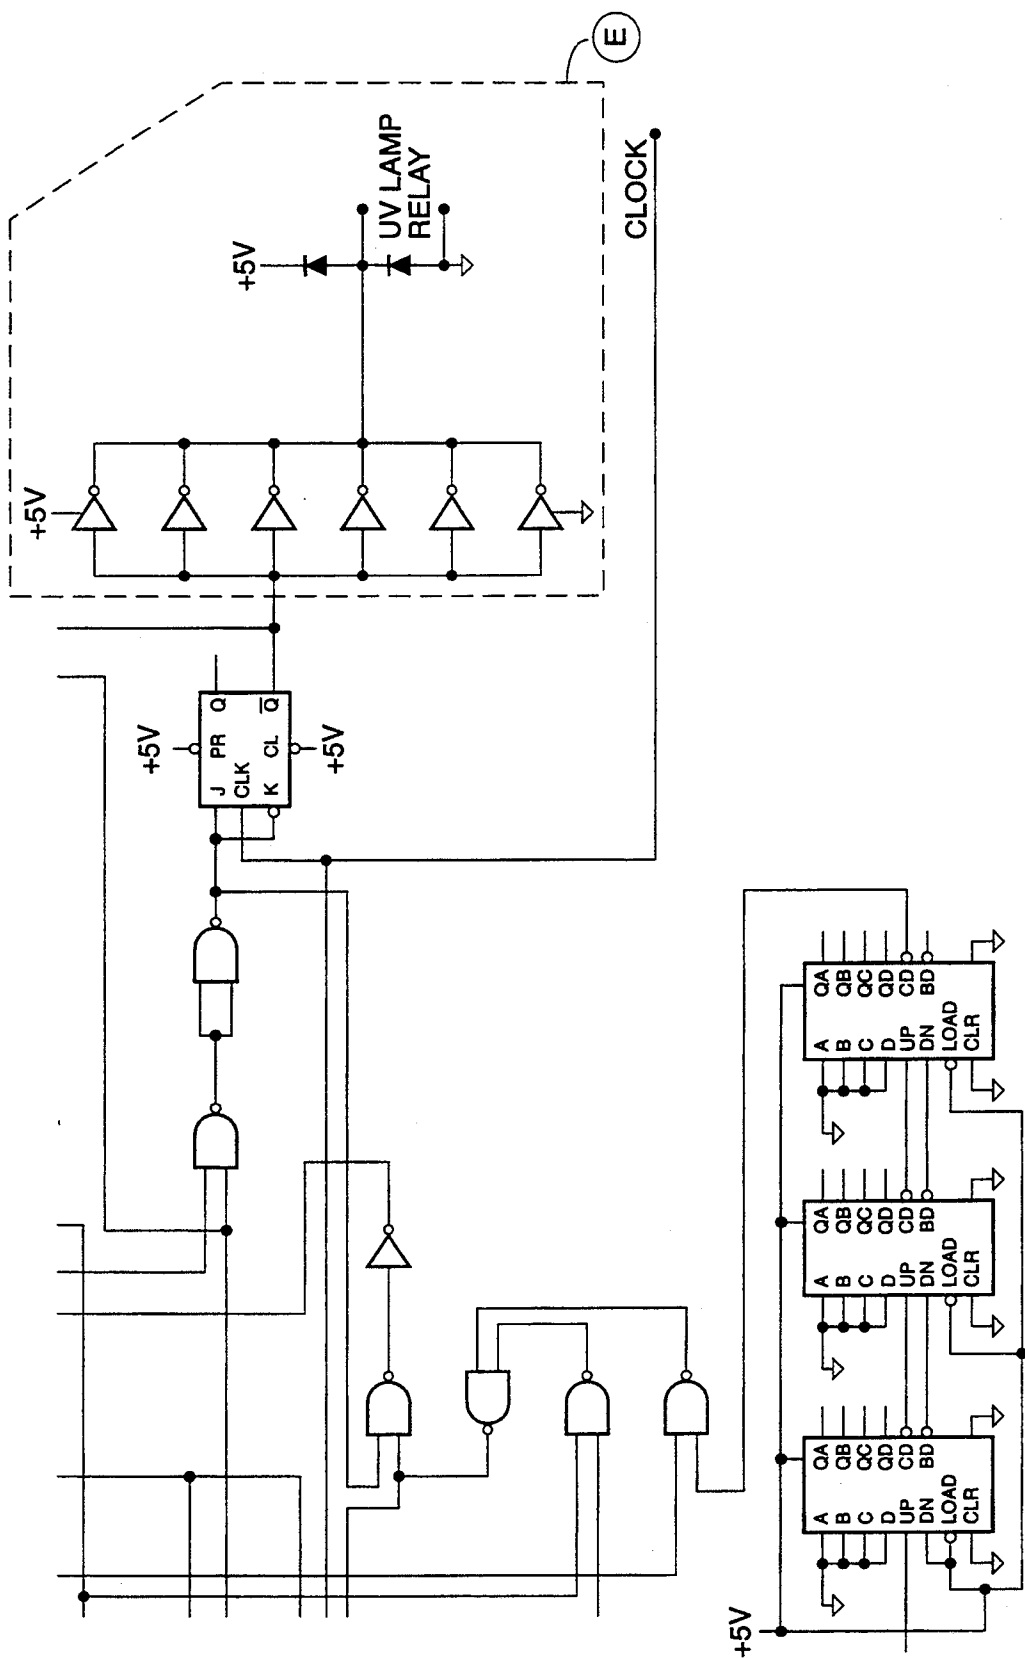 E
+5V
+5V
UV LAMP
RELAY
CLOCK
+5V
J
CLK
K
PR
CL
Q
Q̅
+5V
+5V
A
B
C
D
UP
DN
LOAD
CLR
QA
QB
QC
QD
CD
BD
A
B
C
D
UP
DN
LOAD
CLR
QA
QB
QC
QD
CD
BD
A
B
C
D
UP
DN
LOAD
CLR
QA
QB
QC
QD
CD
BD